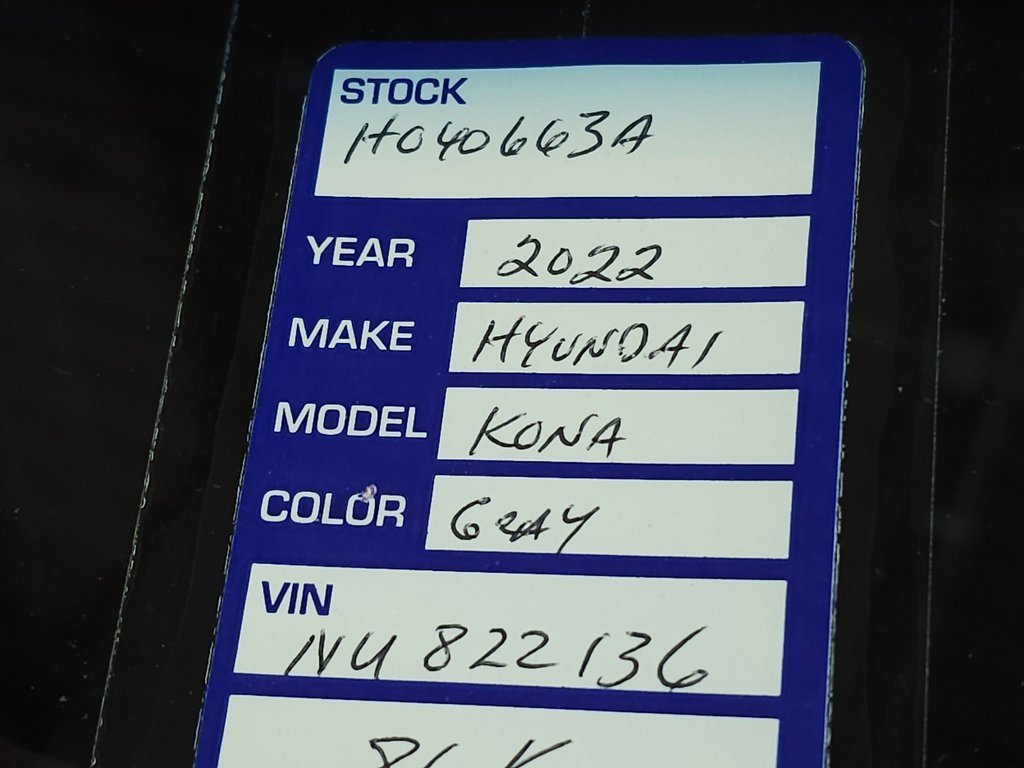 STOCK
H040663A
YEAR 2022
MAKE HYUNDAI
MODEL KONA
COLOR GRAY
VIN
NU 822136